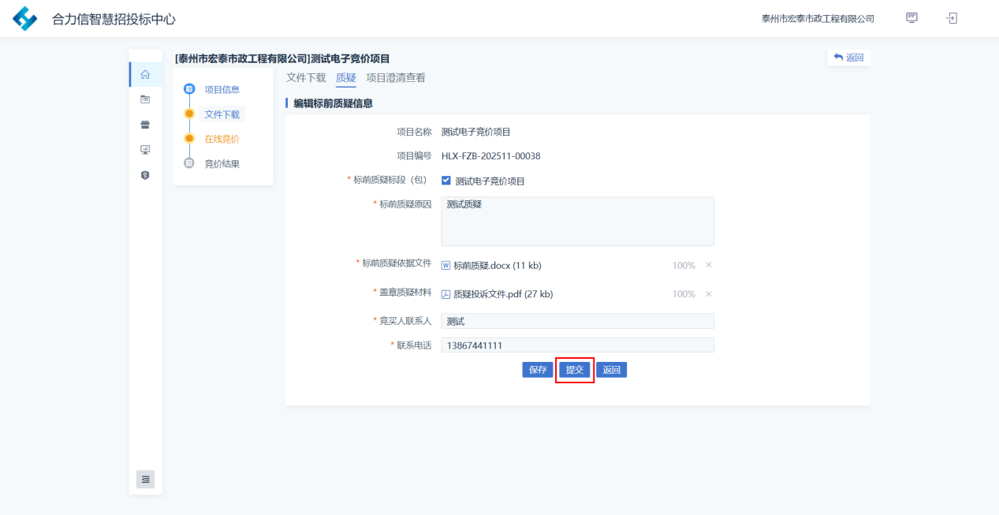 合力信智慧招投标中心
泰州市宏泰市政工程有限公司
[泰州市宏泰市政工程有限公司]测试电子竞价项目
返回
项目信息
文件下载
在线竞价
竞价结果
文件下载 质疑 项目澄清查看
编辑标前质疑信息
项目名称 测试电子竞价项目
项目编号 HLX-FZB-202511-00038
* 标前质疑标段（包） 测试电子竞价项目
* 标前质疑原因 测试质疑
* 标前质疑依据文件 标前质疑.docx (11 kb) 100% ×
* 盖章质疑材料 质疑投诉文件.pdf (27 kb) 100% ×
* 竞买人联系人 测试
* 联系电话 13867441111
保存 提交 返回